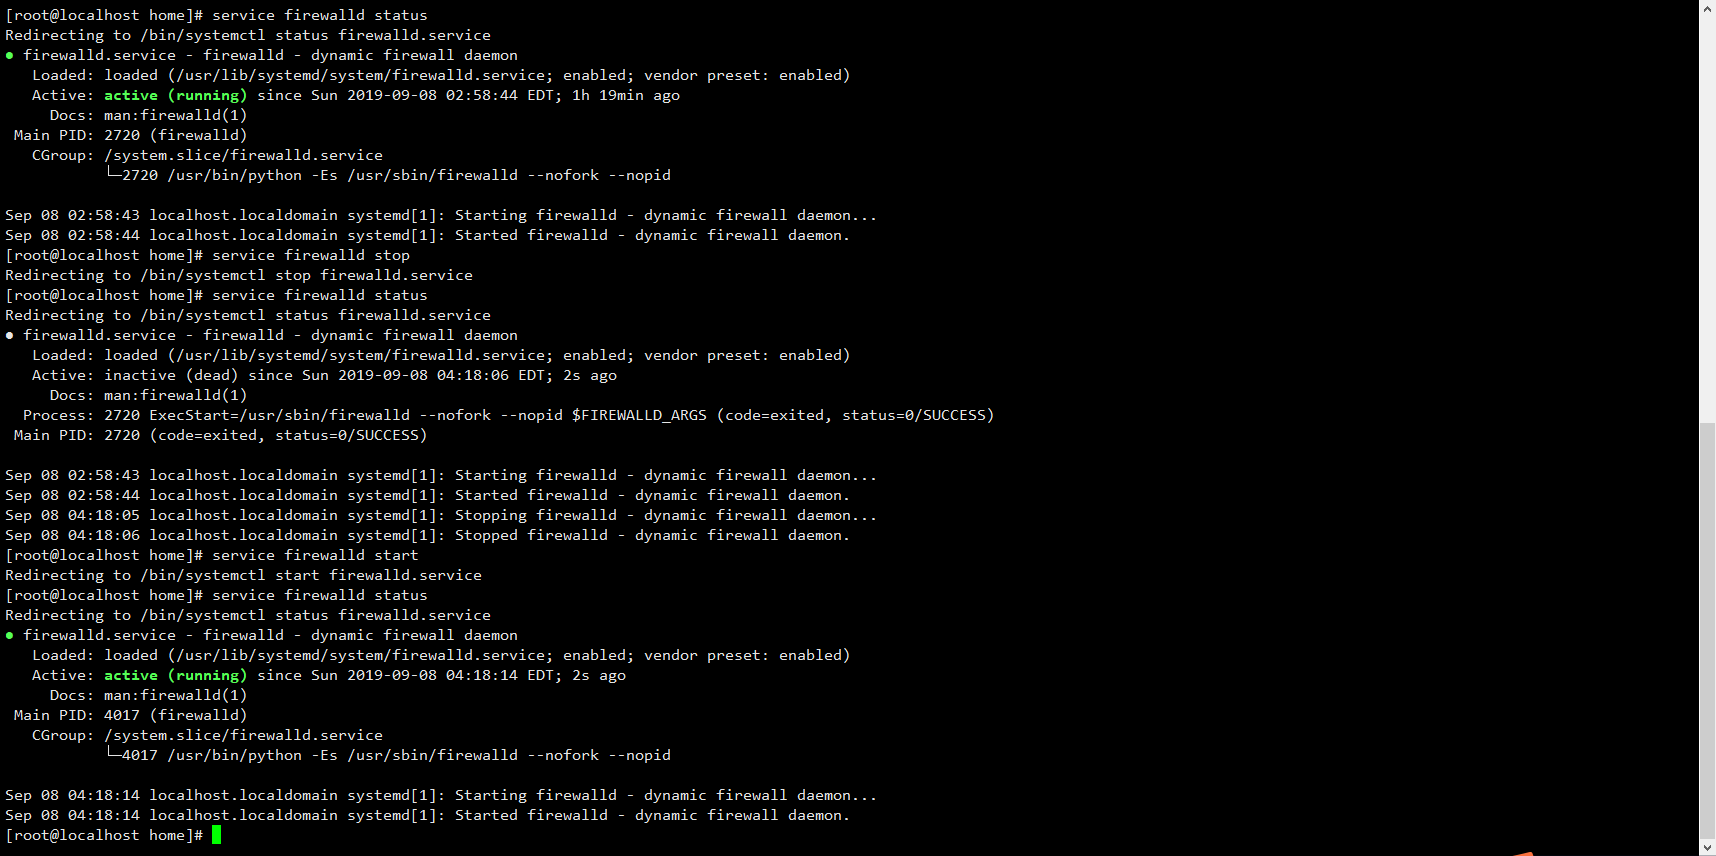 [root@localhost home]# service firewalld status
Redirecting to /bin/systemctl status firewalld.service
● firewalld.service - firewalld - dynamic firewall daemon
   Loaded: loaded (/usr/lib/systemd/system/firewalld.service; enabled; vendor preset: enabled)
   Active: active (running) since Sun 2019-09-08 02:58:44 EDT; 1h 19min ago
     Docs: man:firewalld(1)
 Main PID: 2720 (firewalld)
   CGroup: /system.slice/firewalld.service
           └─2720 /usr/bin/python -Es /usr/sbin/firewalld --nofork --nopid

Sep 08 02:58:43 localhost.localdomain systemd[1]: Starting firewalld - dynamic firewall daemon...
Sep 08 02:58:44 localhost.localdomain systemd[1]: Started firewalld - dynamic firewall daemon.
[root@localhost home]# service firewalld stop
Redirecting to /bin/systemctl stop firewalld.service
[root@localhost home]# service firewalld status
Redirecting to /bin/systemctl status firewalld.service
● firewalld.service - firewalld - dynamic firewall daemon
   Loaded: loaded (/usr/lib/systemd/system/firewalld.service; enabled; vendor preset: enabled)
   Active: inactive (dead) since Sun 2019-09-08 04:18:06 EDT; 2s ago
     Docs: man:firewalld(1)
  Process: 2720 ExecStart=/usr/sbin/firewalld --nofork --nopid $FIREWALLD_ARGS (code=exited, status=0/SUCCESS)
 Main PID: 2720 (code=exited, status=0/SUCCESS)

Sep 08 02:58:43 localhost.localdomain systemd[1]: Starting firewalld - dynamic firewall daemon...
Sep 08 02:58:44 localhost.localdomain systemd[1]: Started firewalld - dynamic firewall daemon.
Sep 08 04:18:05 localhost.localdomain systemd[1]: Stopping firewalld - dynamic firewall daemon...
Sep 08 04:18:06 localhost.localdomain systemd[1]: Stopped firewalld - dynamic firewall daemon.
[root@localhost home]# service firewalld start
Redirecting to /bin/systemctl start firewalld.service
[root@localhost home]# service firewalld status
Redirecting to /bin/systemctl status firewalld.service
● firewalld.service - firewalld - dynamic firewall daemon
   Loaded: loaded (/usr/lib/systemd/system/firewalld.service; enabled; vendor preset: enabled)
   Active: active (running) since Sun 2019-09-08 04:18:14 EDT; 2s ago
     Docs: man:firewalld(1)
 Main PID: 4017 (firewalld)
   CGroup: /system.slice/firewalld.service
           └─4017 /usr/bin/python -Es /usr/sbin/firewalld --nofork --nopid

Sep 08 04:18:14 localhost.localdomain systemd[1]: Starting firewalld - dynamic firewall daemon...
Sep 08 04:18:14 localhost.localdomain systemd[1]: Started firewalld - dynamic firewall daemon.
[root@localhost home]#